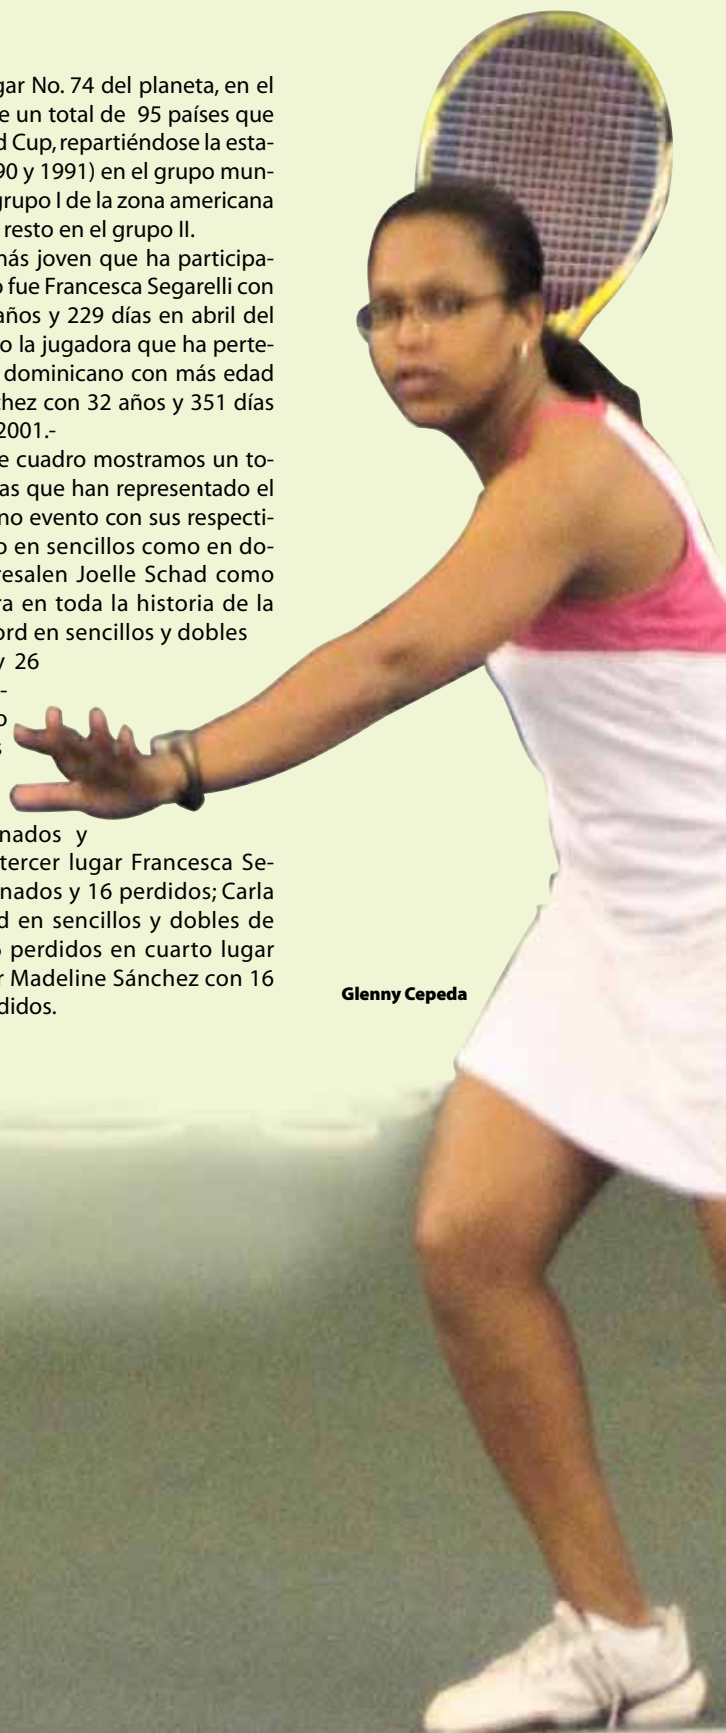 gar No. 74 del planeta, en el
e un total de 95 países que
d Cup, repartiéndose la esta-
90 y 1991) en el grupo mun-
grupo I de la zona americana
resto en el grupo II.
más joven que ha participa-
o fue Francesca Segarelli con
años y 229 días en abril del
o la jugadora que ha perte-
dominicano con más edad
chez con 32 años y 351 días
2001.-
e cuadro mostramos un to-
as que han representado el
no evento con sus respecti-
o en sencillos como en do-
resalen Joelle Schad como
ra en toda la historia de la
ord en sencillos y dobles
y 26
-
o
s
nados y
tercer lugar Francesca Se-
nados y 16 perdidos; Carla
d en sencillos y dobles de
perdidos en cuarto lugar
r Madeline Sánchez con 16
didos.
Glenny Cepeda